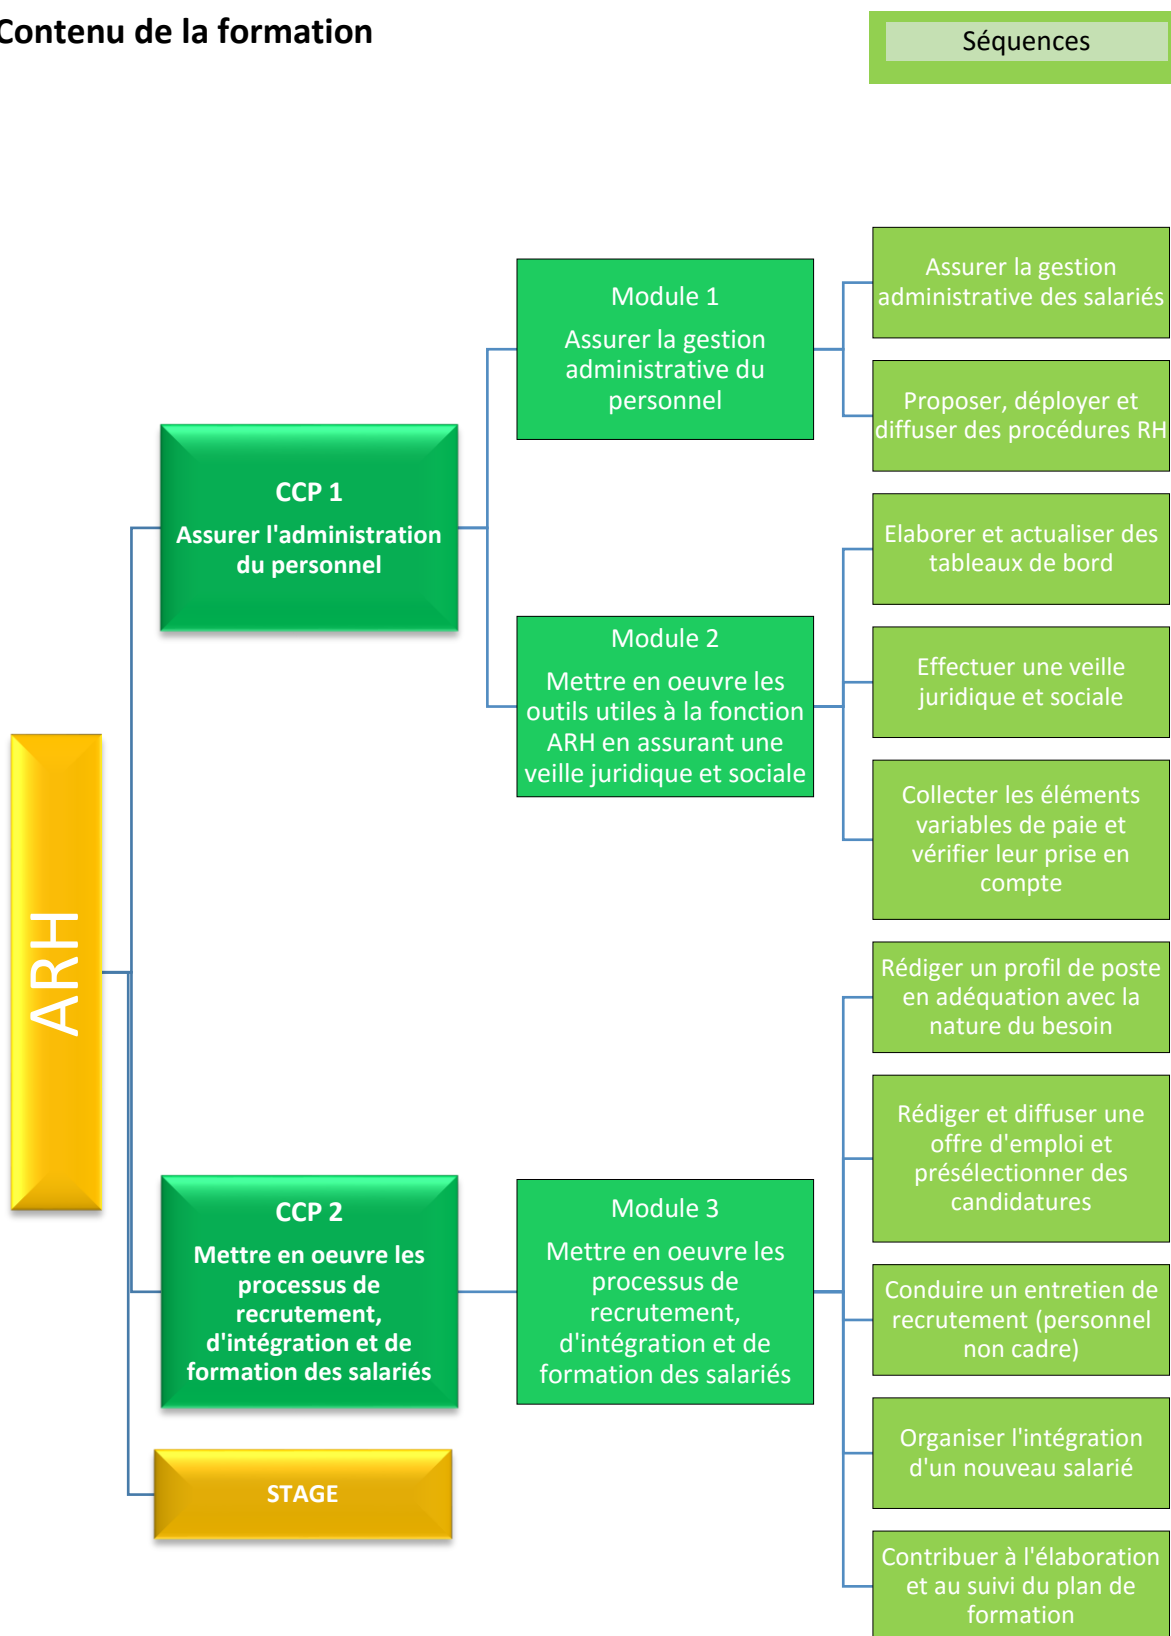 Contenu de la formation
Séquences
ARH
CCP 1
Assurer l'administration
du personnel
Module 1
Assurer la gestion
administrative du
personnel
Assurer la gestion
administrative des salariés
Proposer, déployer et
diffuser des procédures RH
Module 2
Mettre en oeuvre les
outils utiles à la fonction
ARH en assurant une
veille juridique et sociale
Elaborer et actualiser des
tableaux de bord
Effectuer une veille
juridique et sociale
Collecter les éléments
variables de paie et
vérifier leur prise en
compte
CCP 2
Mettre en oeuvre les
processus de
recrutement,
d'intégration et de
formation des salariés
Module 3
Mettre en oeuvre les
processus de
recrutement,
d'intégration et de
formation des salariés
Rédiger un profil de poste
en adéquation avec la
nature du besoin
Rédiger et diffuser une
offre d'emploi et
présélectionner des
candidatures
Conduire un entretien de
recrutement (personnel
non cadre)
Organiser l'intégration
d'un nouveau salarié
Contribuer à l'élaboration
et au suivi du plan de
formation
STAGE